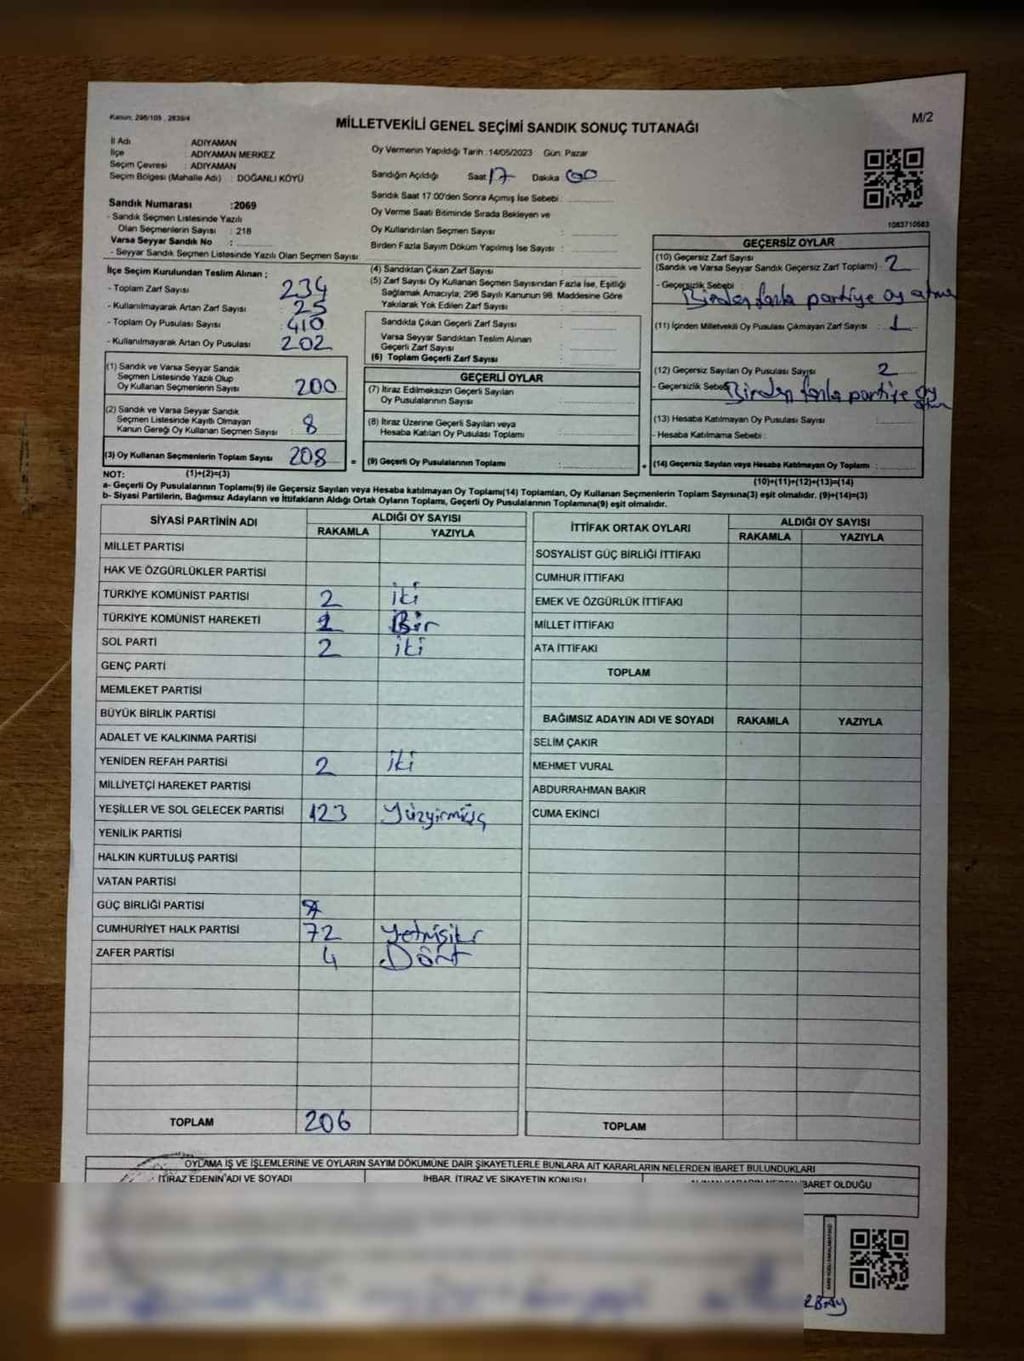 Kanun, 298/105 , 2839/4
MİLLETVEKİLİ GENEL SEÇİMİ SANDIK SONUÇ TUTANAĞI
M/2
İl Adı : ADIYAMAN
İlçe : ADIYAMAN MERKEZ
Seçim Çevresi : ADIYAMAN
Seçim Bölgesi (Mahalle Adı) : DOĞANLI KÖYÜ
Oy Vermenin Yapıldığı Tarih :14/05/2023 Gün: Pazar
Sandığın Açıldığı Saat 17 Dakika 00
Sandık Saat 17:00'den Sonra Açımış İse Sebebi :
Oy Verme Saati Bitiminde Sırada Bekleyen ve
Oy Kullandırılan Seçmen Sayısı :
Birden Fazla Sayım Döküm Yapılmış İse Sayısı :
Sandık Numarası :2069
- Sandık Seçmen Listesinde Yazılı
Olan Seçmenlerin Sayısı : 218
Varsa Seyyar Sandık No :
- Seyyar Sandık Seçmen Listesinde Yazılı Olan Seçmen Sayısı :
1083710583
İlçe Seçim Kurulundan Teslim Alınan ;
- Toplam Zarf Sayısı 234
- Kullanılmayarak Artan Zarf Sayısı 25
- Toplam Oy Pusulası Sayısı 410
- Kullanılmayarak Artan Oy Pusulası 202
(1) Sandık ve Varsa Seyyar Sandık
Seçmen Listesinde Yazılı Olup
Oy Kullanan Seçmenlerin Sayısı 200
(2) Sandık ve Varsa Seyyar Sandık
Seçmen Listesinde Kayıtlı Olmayan
Kanun Gereği Oy Kullanan Seçmen Sayısı 8
(3) Oy Kullanan Seçmenlerin Toplam Sayısı 208
(4) Sandıktan Çıkan Zarf Sayısı :
(5) Zarf Sayısı Oy Kullanan Seçmen Sayısından Fazla İse, Eşitliği
Sağlamak Amacıyla, 298 Sayılı Kanunun 98. Maddesine Göre
Yakılarak Yok Edilen Zarf Sayısı :
Sandıkta Çıkan Geçerli Zarf Sayısı :
Varsa Seyyar Sandıktan Teslim Alınan
Geçerli Zarf Sayısı :
(6) Toplam Geçerli Zarf Sayısı :
GEÇERLİ OYLAR
(7) İtiraz Edilmeksizin Geçerli Sayılan
Oy Pusulalarının Sayısı :
(8) İtiraz Üzerine Geçerli Sayılan veya
Hesaba Katılan Oy Pusulası Toplamı :
= (9) Geçerli Oy Pusulalarının Toplamı :
GEÇERSİZ OYLAR
(10) Geçersiz Zarf Sayısı
(Sandık ve Varsa Seyyar Sandık Geçersiz Zarf Toplamı) : 2
- Geçersizlik Sebebi :
Birden fazla partiye oy atma
(11) İçinden Milletvekili Oy Pusulası Çıkmayan Zarf Sayısı : 1
(12) Geçersiz Sayılan Oy Pusulası Sayısı 2
- Geçersizlik Sebebi Birden fazla partiye oy
(13) Hesaba Katılmayan Oy Pusulası Sayısı :
- Hesaba Katılmama Sebebi :
+ (14) Geçersiz Sayılan veya Hesaba Katılmayan Oy Toplamı :
NOT: (1)+(2)=(3)
(10)+(11)+(12)+(13)=(14)
a- Geçerli Oy Pusulalarının Toplamı(9) ile Geçersiz Sayılan veya Hesaba katılmayan Oy Toplamı(14) Toplamları, Oy Kullanan Seçmenlerin Toplam Sayısına(3) eşit olmalıdır. (9)+(14)=(3)
b- Siyasi Partilerin, Bağımsız Adayların ve İttifakların Aldığı Ortak Oyların Toplamı, Geçerli Oy Pusulalarının Toplamına(9) eşit olmalıdır.
SİYASİ PARTİNİN ADI ALDIĞI OY SAYISI
RAKAMLA YAZIYLA
MİLLET PARTİSİ
HAK VE ÖZGÜRLÜKLER PARTİSİ
TÜRKİYE KOMÜNİST PARTİSİ 2 iki
TÜRKİYE KOMÜNİST HAREKETİ 1 Bir
SOL PARTİ 2 iki
GENÇ PARTİ
MEMLEKET PARTİSİ
BÜYÜK BİRLİK PARTİSİ
ADALET VE KALKINMA PARTİSİ
YENİDEN REFAH PARTİSİ 2 iki
MİLLİYETÇİ HAREKET PARTİSİ
YEŞİLLER VE SOL GELECEK PARTİSİ 123 Yüzyirmiüç
YENİLİK PARTİSİ
HALKIN KURTULUŞ PARTİSİ
VATAN PARTİSİ
GÜÇ BİRLİĞİ PARTİSİ
CUMHURİYET HALK PARTİSİ 72 Yetmişiki
ZAFER PARTİSİ 4 Dört
TOPLAM 206
İTTİFAK ORTAK OYLARI ALDIĞI OY SAYISI
RAKAMLA YAZIYLA
SOSYALİST GÜÇ BİRLİĞİ İTTİFAKI
CUMHUR İTTİFAKI
EMEK VE ÖZGÜRLÜK İTTİFAKI
MİLLET İTTİFAKI
ATA İTTİFAKI
TOPLAM
BAĞIMSIZ ADAYIN ADI VE SOYADI RAKAMLA YAZIYLA
SELİM ÇAKIR
MEHMET VURAL
ABDURRAHMAN BAKIR
CUMA EKİNCİ
TOPLAM
OYLAMA İŞ VE İŞLEMLERİNE VE OYLARIN SAYIM DÖKÜMÜNE DAİR ŞİKAYETLERLE BUNLARA AİT KARARLARIN NELERDEN İBARET BULUNDUKLARI
İTİRAZ EDENİN ADI VE SOYADI İHBAR, İTİRAZ VE ŞİKAYETİN KONUSU İBARET OLDUĞU